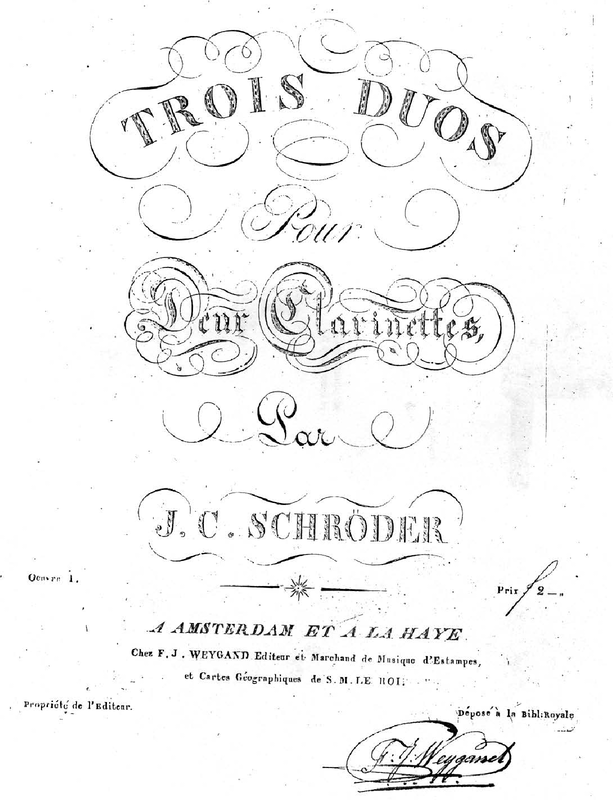 TROIS DUOS
Pour
Deux Clarinettes,
Par
J. C. SCHRÖDER
Oeuvre 1.
Prix f 2 — „
A AMSTERDAM ET A LA HAYE
Chez F. J. WEYGAND Editeur et Marchand de Musique d'Estampes,
et Cartes Géographiques de S. M. LE ROI.
Propriété de l'Editeur.
Déposé à la Bibl: Royale
F. J. Weygand